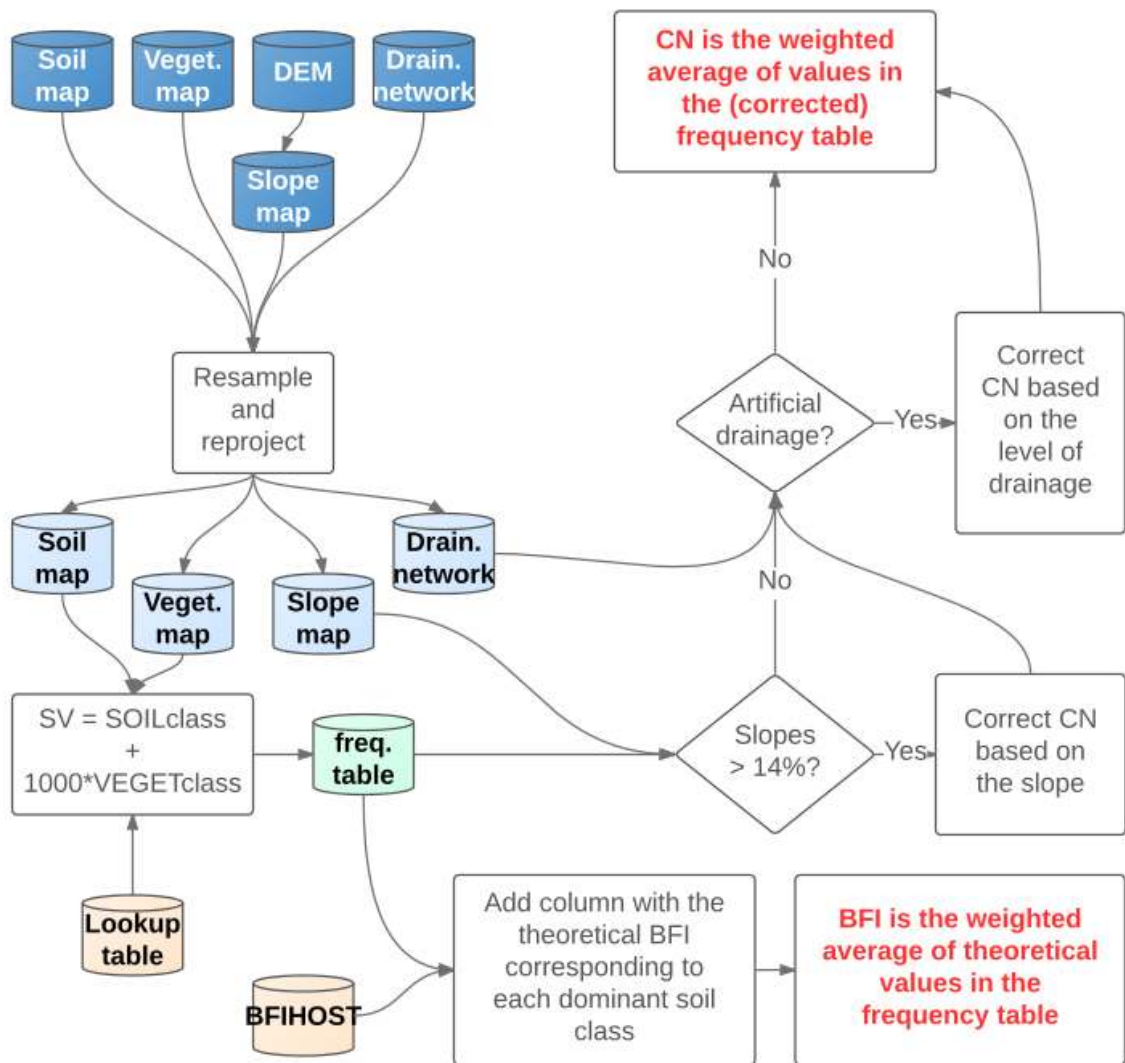 Soil
map
Veget.
map
DEM
Drain.
network
Slope
map
CN is the weighted
average of values in
the (corrected)
frequency table
No
Resample
and
reproject
Artificial
drainage?
Yes
Correct
CN based
on the
level of
drainage
Soil
map
Veget.
map
Slope
map
Drain.
network
No
SV = SOILclass
+
1000*VEGETclass
freq.
table
Slopes
> 14%?
Yes
Correct CN
based on
the slope
Lookup
table
BFIHOST
Add column with the
theoretical BFI
corresponding to
each dominant soil
class
BFI is the weighted
average of theoretical
values in the
frequency table